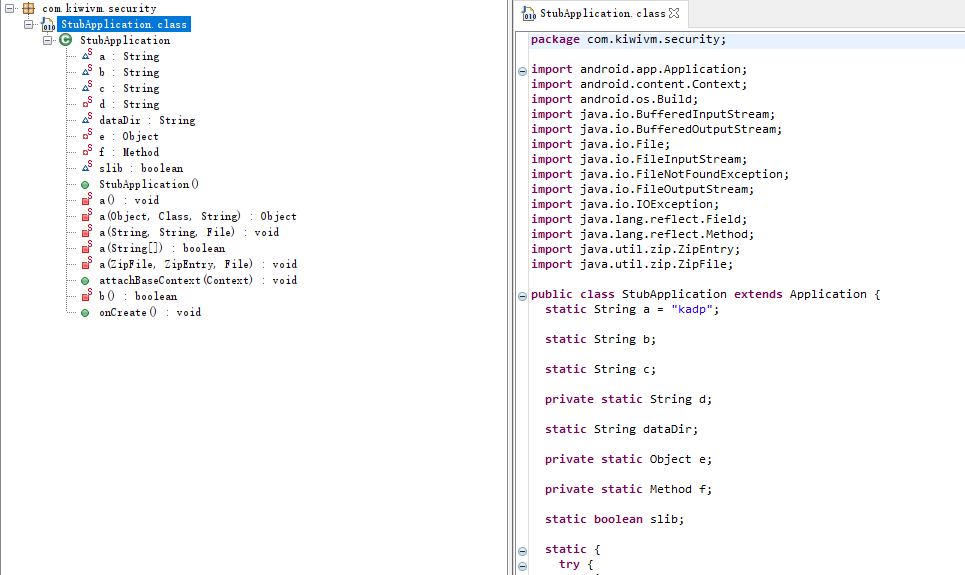 com.kiwivm.security
StubApplication.class
StubApplication
a : String
b : String
c : String
d : String
dataDir : String
e : Object
f : Method
slib : boolean
StubApplication()
a() : void
a(Object, Class, String) : Object
a(String, String, File) : void
a(String[]) : boolean
a(ZipFile, ZipEntry, File) : void
attachBaseContext(Context) : void
b() : boolean
onCreate() : void
StubApplication.class
package com.kiwivm.security;
import android.app.Application;
import android.content.Context;
import android.os.Build;
import java.io.BufferedInputStream;
import java.io.BufferedOutputStream;
import java.io.File;
import java.io.FileInputStream;
import java.io.FileNotFoundException;
import java.io.FileOutputStream;
import java.io.IOException;
import java.lang.reflect.Field;
import java.lang.reflect.Method;
import java.util.zip.ZipEntry;
import java.util.zip.ZipFile;
public class StubApplication extends Application {
static String a = "kadp";
static String b;
static String c;
private static String d;
static String dataDir;
private static Object e;
private static Method f;
static boolean slib;
static {
try {